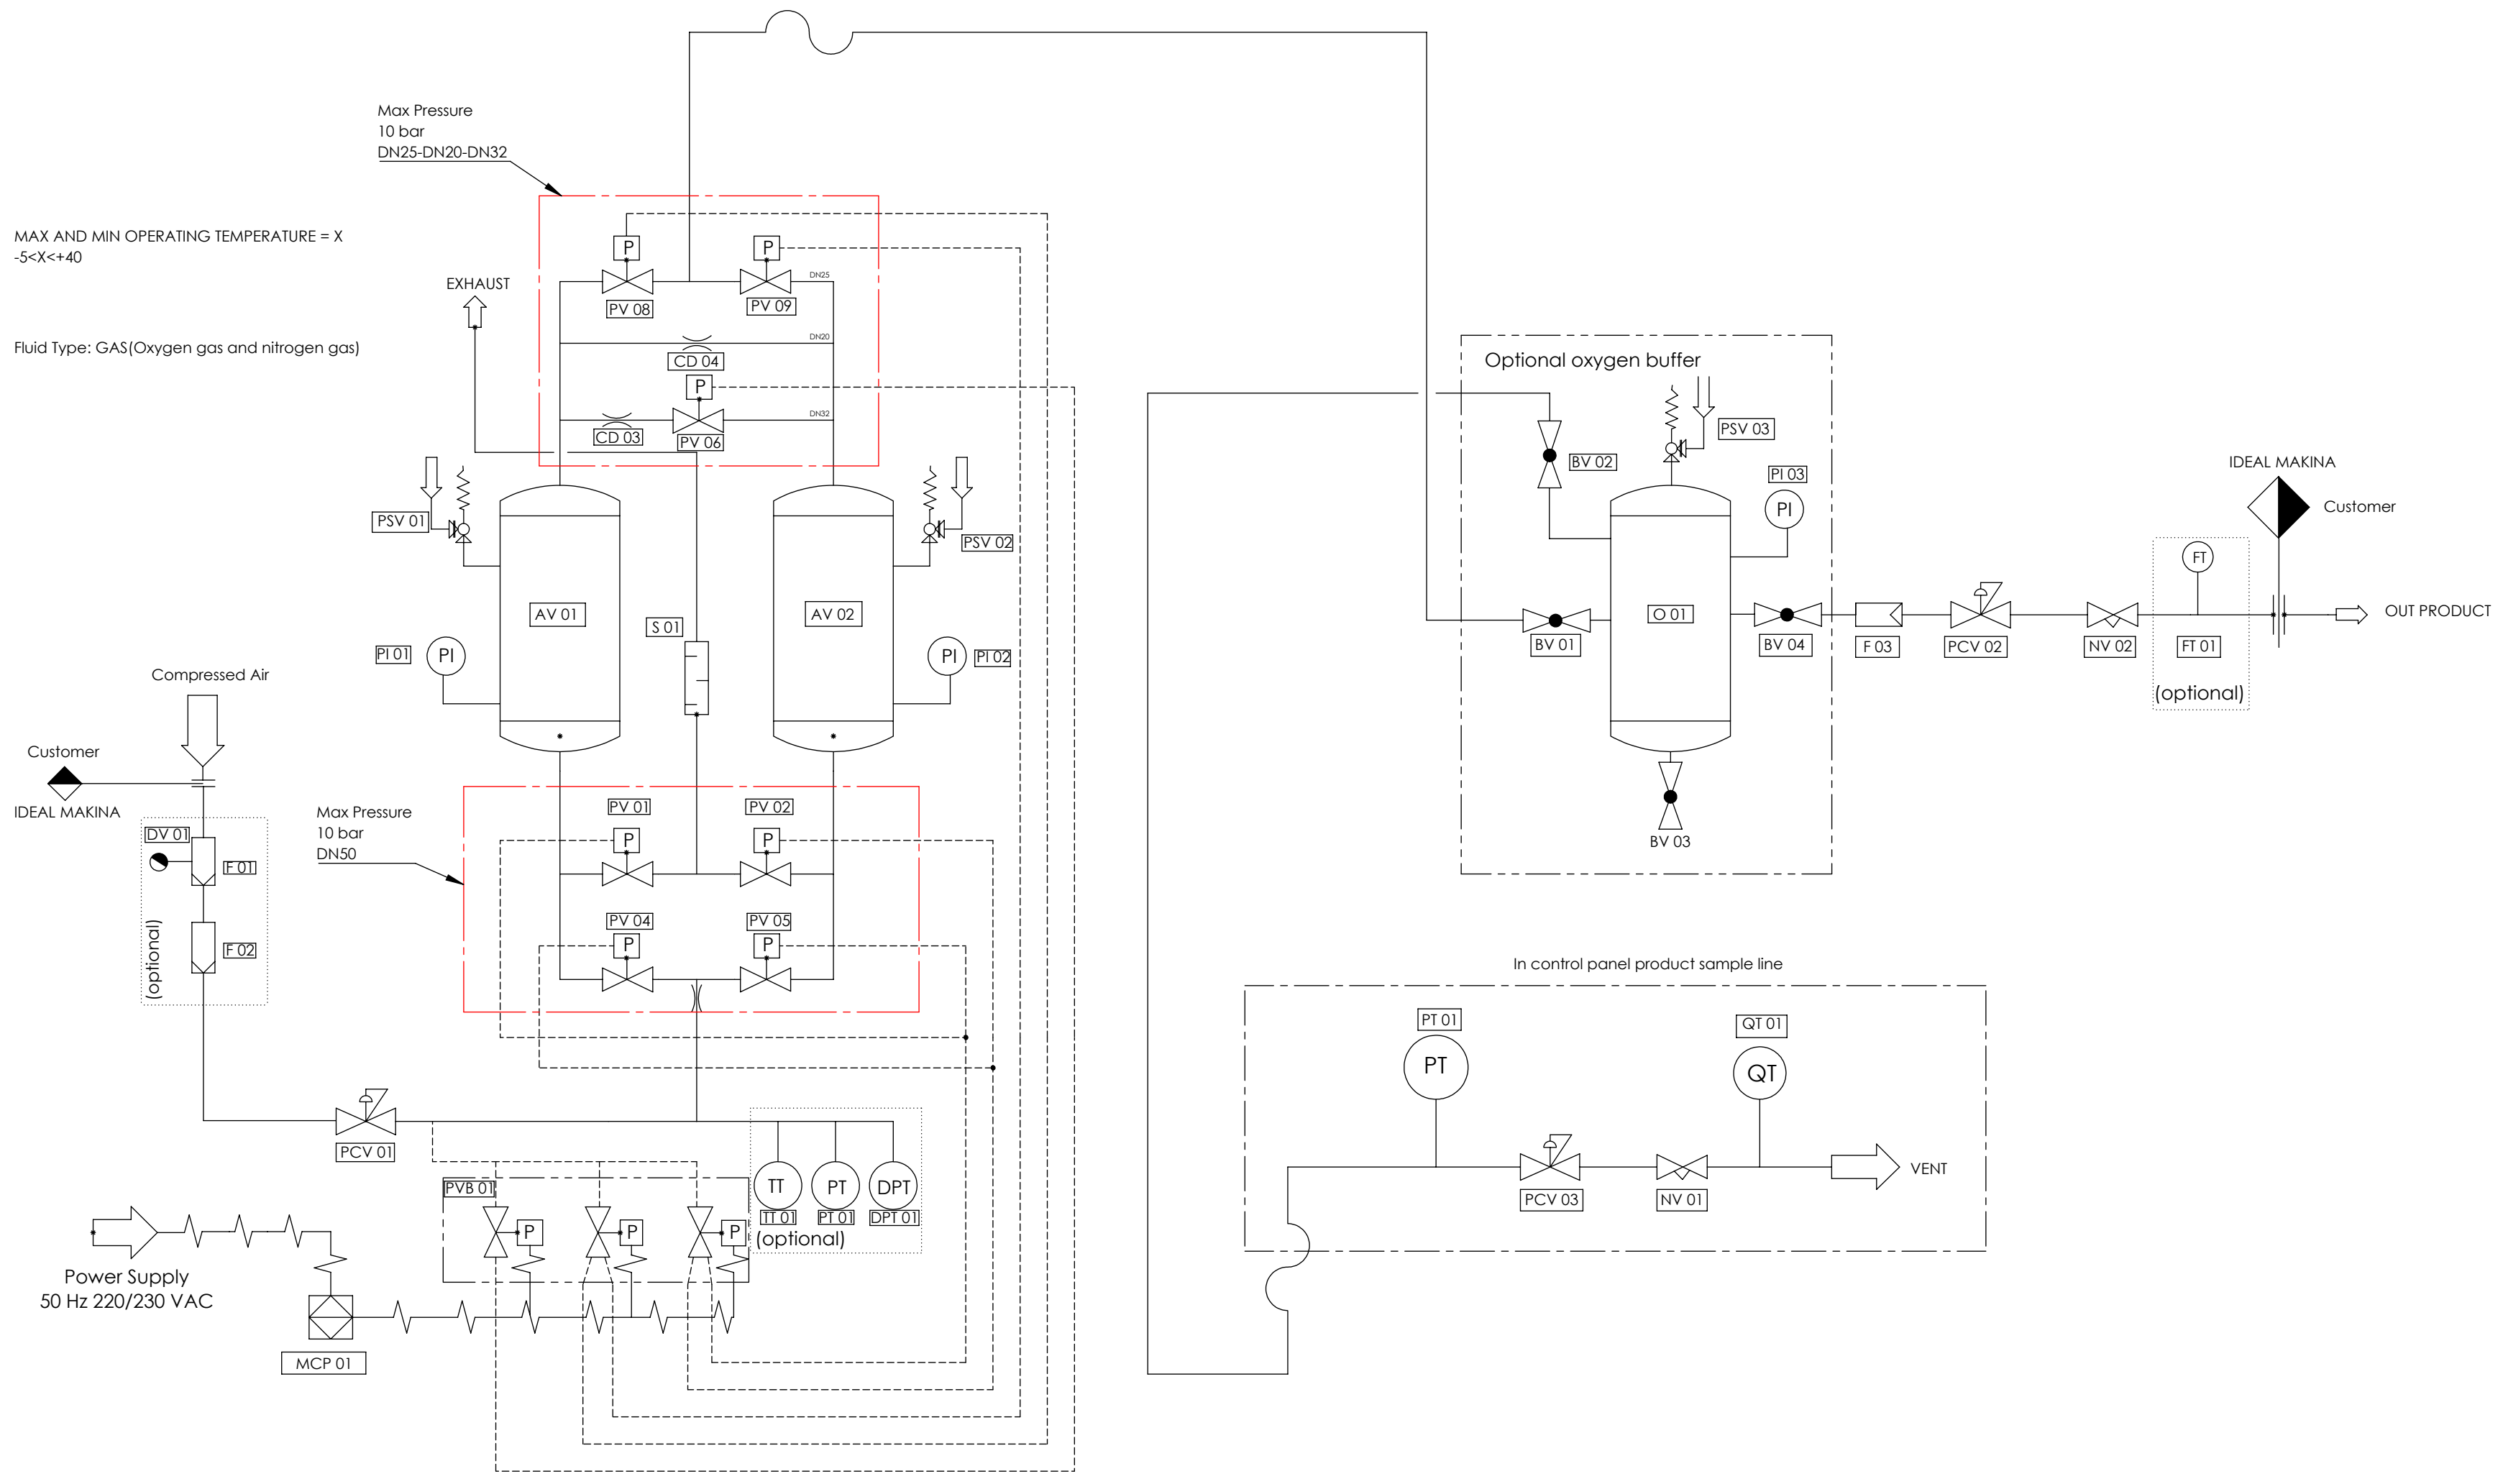 Max Pressure
10 bar
DN25-DN20-DN32
MAX AND MIN OPERATING TEMPERATURE = X
-5<X<+40
Fluid Type: GAS(Oxygen gas and nitrogen gas)
EXHAUST
P
P
PV 08
PV 09
DN25
DN20
CD 04
P
DN32
CD 03
PV 06
PSV 01
PSV 02
AV 01
AV 02
S 01
PI 01
PI
PI
PI 02
Compressed Air
Customer
IDEAL MAKINA
DV 01
F 01
F 02
(optional)
Max Pressure
10 bar
DN50
PV 01
PV 02
P
P
PV 04
PV 05
P
P
PCV 01
PVB 01
P
P
P
TT
PT
DPT
TT 01
PT 01
DPT 01
(optional)
Power Supply
50 Hz 220/230 VAC
MCP 01
Optional oxygen buffer
PSV 03
BV 02
PI 03
PI
O 01
BV 01
BV 04
BV 03
F 03
PCV 02
NV 02
FT
FT 01
(optional)
IDEAL MAKINA
Customer
OUT PRODUCT
In control panel product sample line
PT 01
PT
QT 01
QT
PCV 03
NV 01
VENT